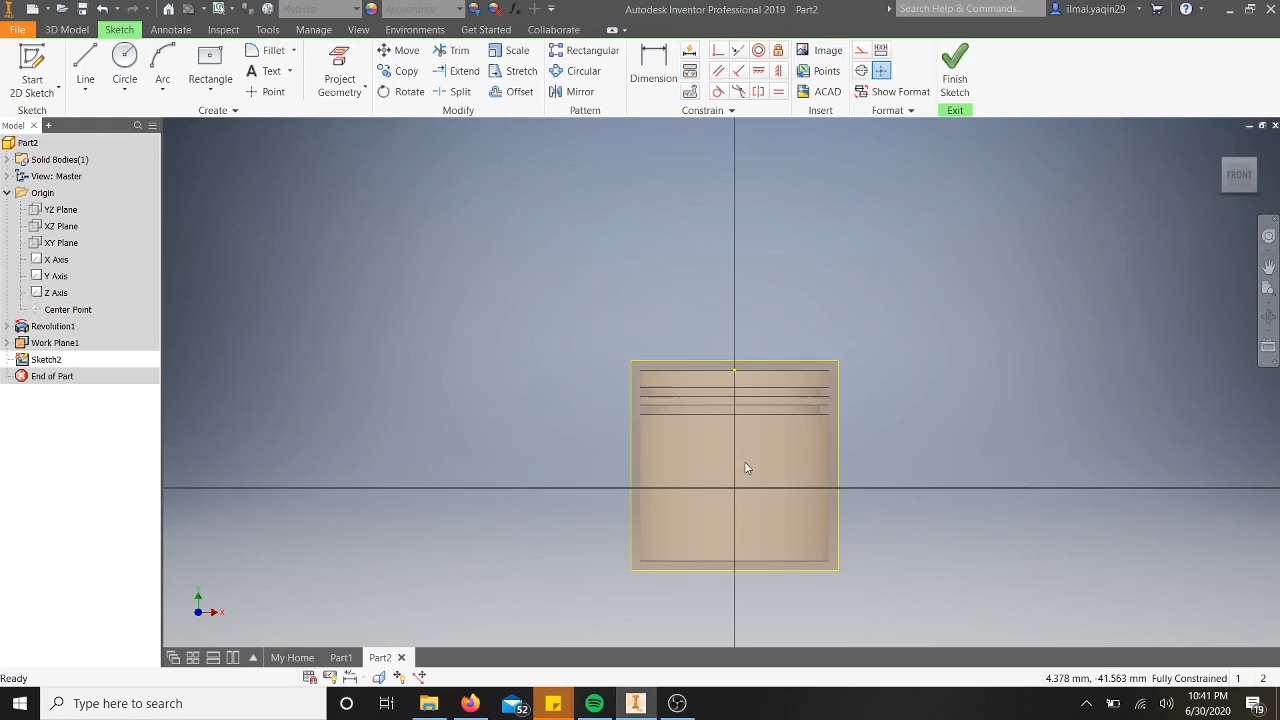 Material
Appearance
Autodesk Inventor Professional Part2
Search Help & Commands...
ilmal.yaqin29
File
3D Model
Sketch
Annotate
Inspect
Tools
Manage
View
Environments
Get Started
Collaborate
Start
2D Sketch
Sketch
Line
Circle
Arc
Rectangle
Fillet
Text
Point
Create
Project
Geometry
Move
Copy
Rotate
Trim
Extend
Split
Scale
Stretch
Offset
Modify
Rectangular
Circular
Mirror
Pattern
Dimension
Constrain
Image
Points
ACAD
Insert
Show Format
Format
Finish
Sketch
Exit
Model
Part2
Solid Bodies(1)
View: Master
Origin
YZ Plane
XZ Plane
XY Plane
X Axis
Y Axis
Z Axis
Center Point
Revolution1
Work Plane1
Sketch2
End of Part
FRONT
Y
X
My Home
Part1
Part2
Ready
4.378 mm, -41.563 mm
Fully Constrained
1
2
Type here to search
52
10:41 PM
6/30/2020
19